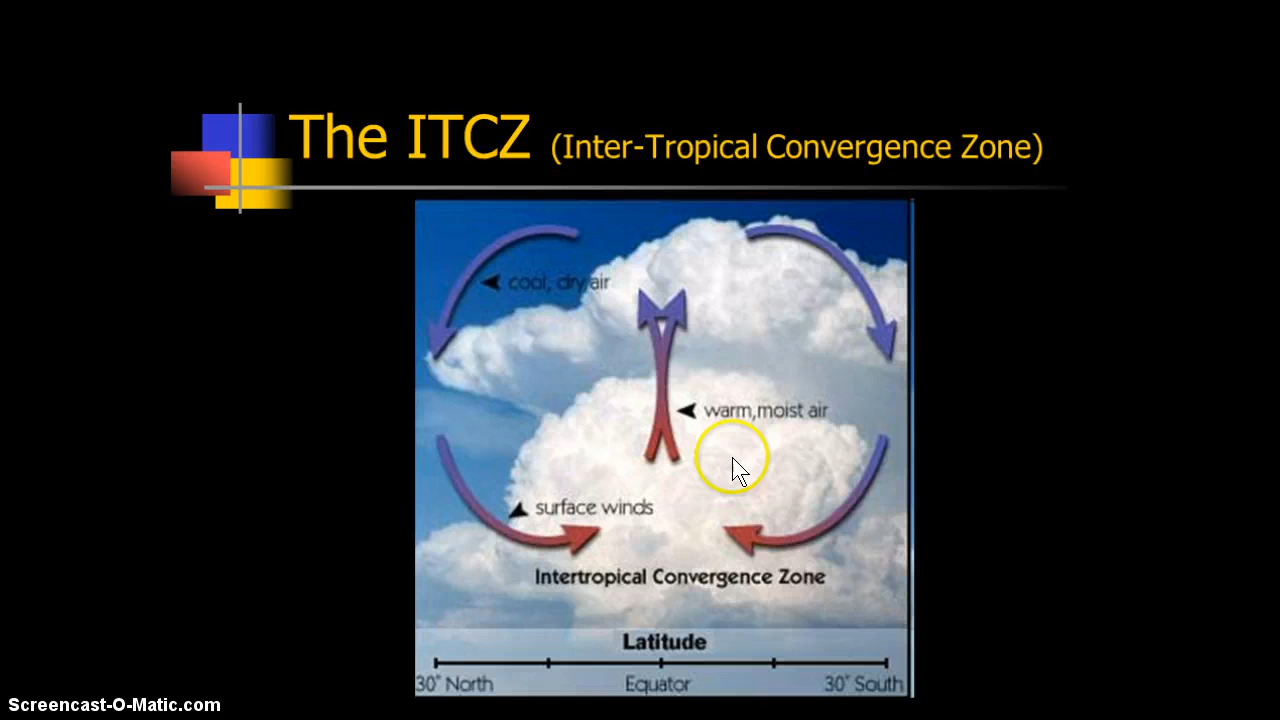 The ITCZ (Inter-Tropical Convergence Zone)
cool, dry air
warm,moist air
surface winds
Intertropical Convergence Zone
Latitude
30° North Equator 30° South
Screencast-O-Matic.com